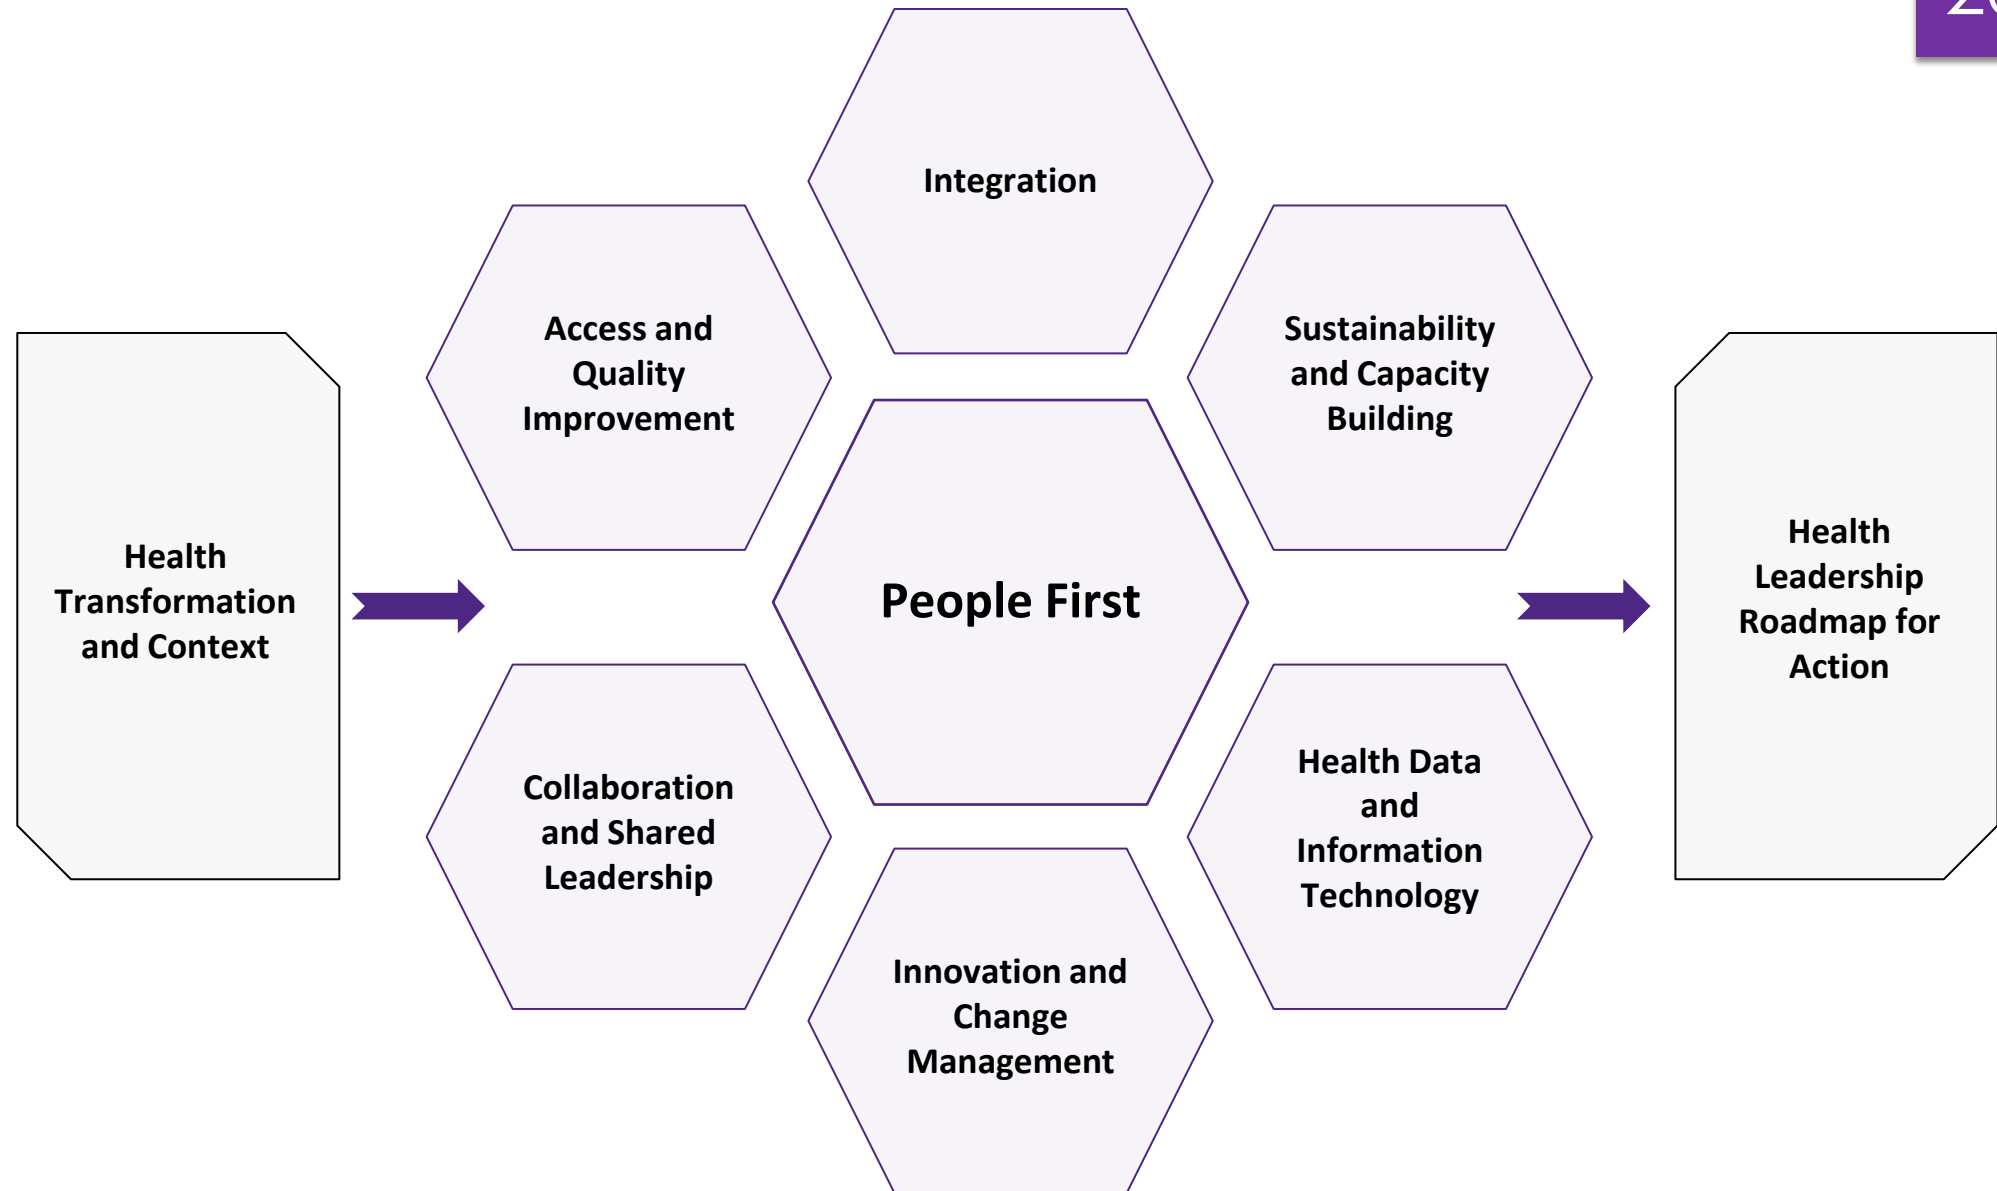 Integration
Access and
Quality
Improvement
Sustainability
and Capacity
Building
Health
Transformation
and Context
People First
Health
Leadership
Roadmap for
Action
Collaboration
and Shared
Leadership
Health Data
and
Information
Technology
Innovation and
Change
Management